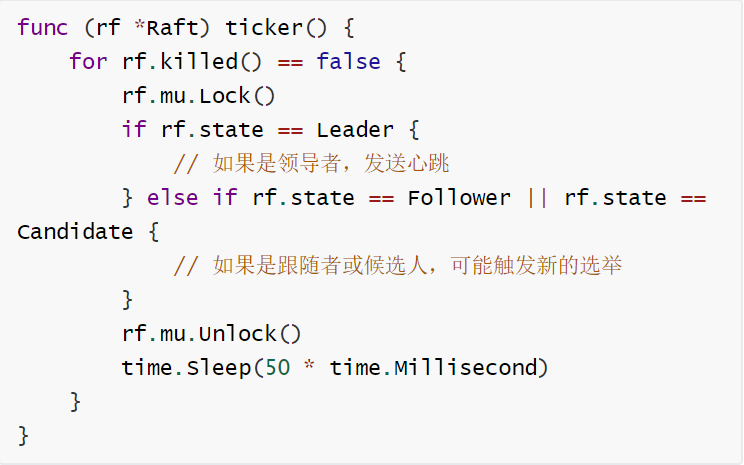 func (rf *Raft) ticker() {
    for rf.killed() == false {
        rf.mu.Lock()
        if rf.state == Leader {
            // 如果是领导者，发送心跳
        } else if rf.state == Follower || rf.state ==
Candidate {
            // 如果是跟随者或候选人，可能触发新的选举
        }
        rf.mu.Unlock()
        time.Sleep(50 * time.Millisecond)
    }
}